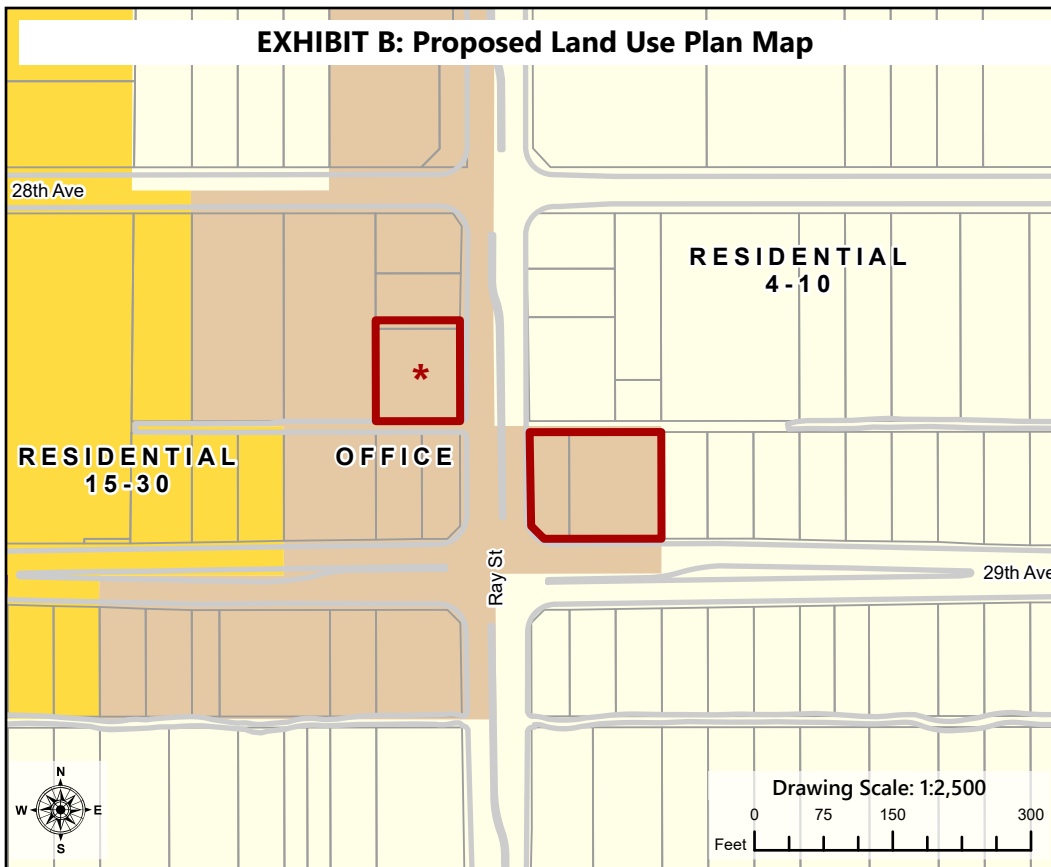 EXHIBIT B: Proposed Land Use Plan Map
28th Ave
RESIDENTIAL
4-10
*
RESIDENTIAL
15-30
OFFICE
Ray St
29th Ave
N
W
E
S
Drawing Scale: 1:2,500
0 75 150 300
Feet